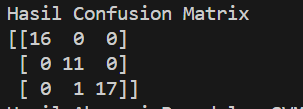 Hasil Confusion Matrix
[[16  0  0]
 [ 0 11  0]
 [ 0  1 17]]